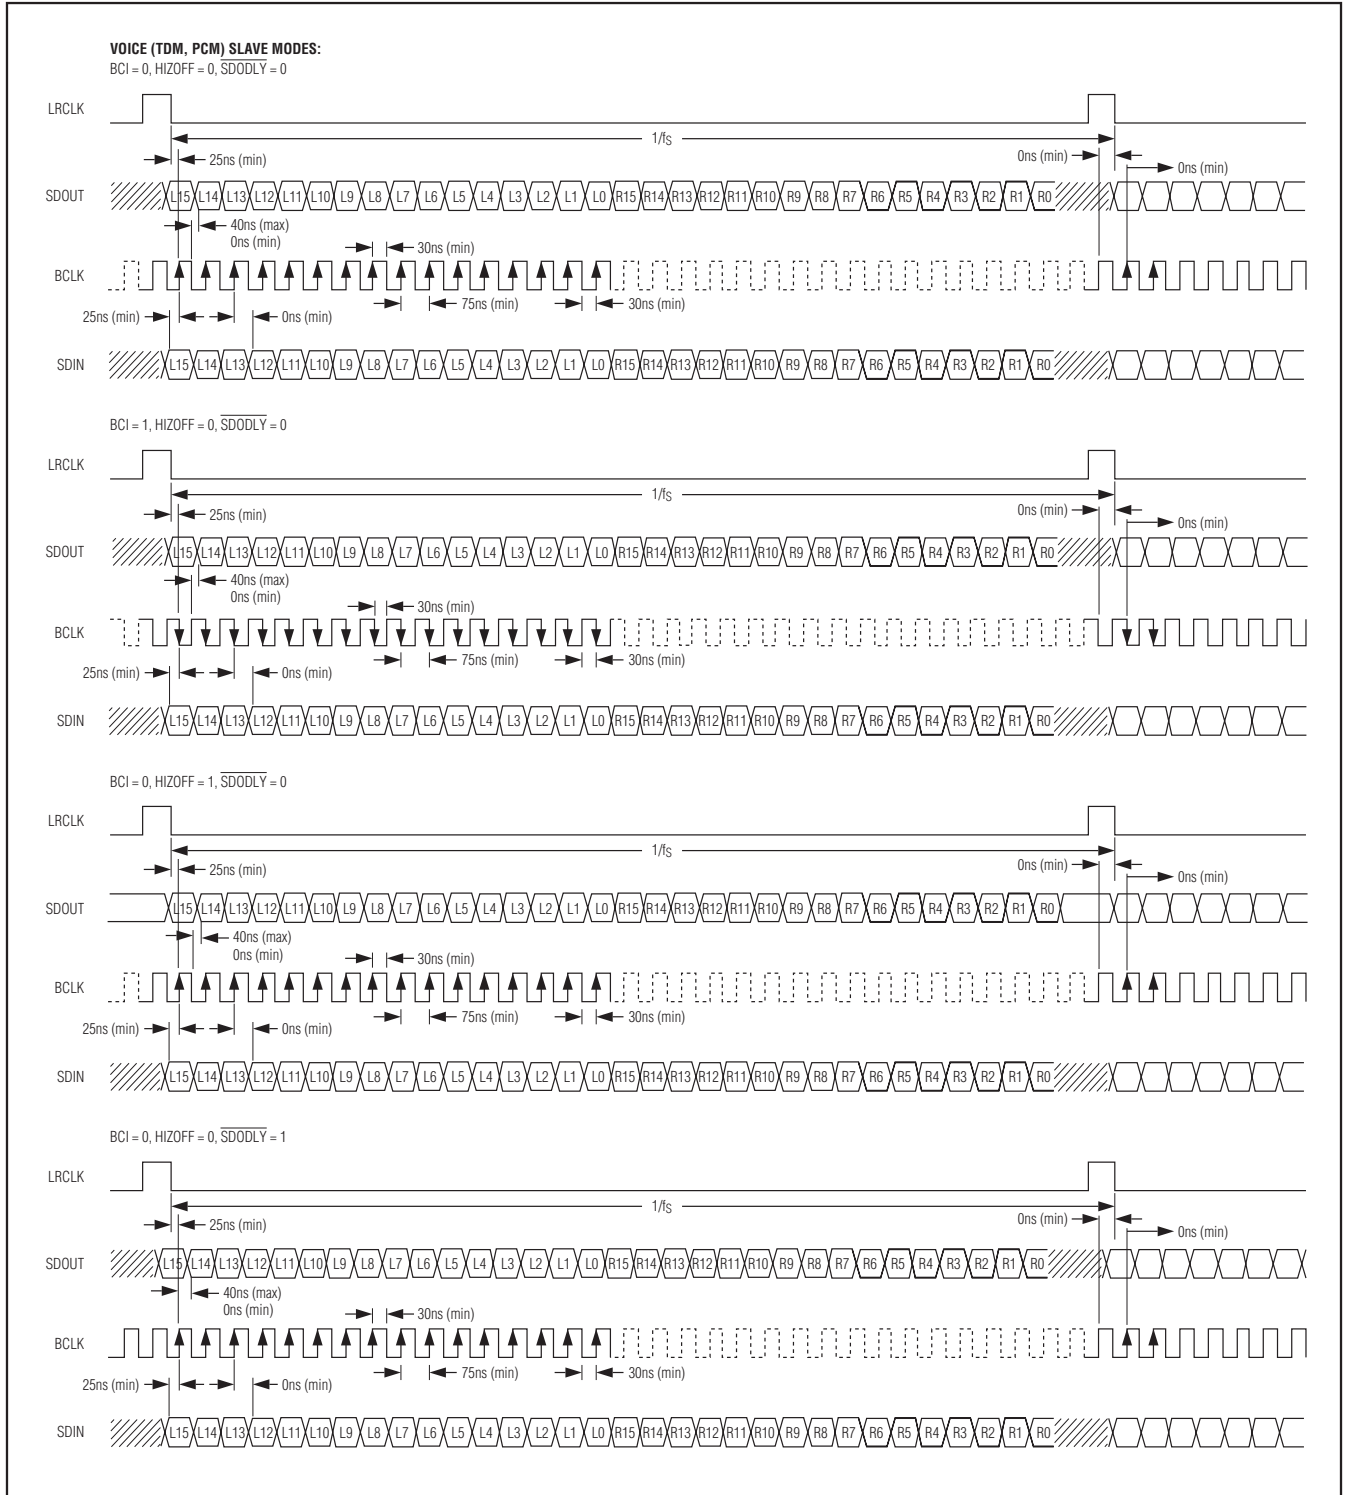 VOICE (TDM, PCM) SLAVE MODES:
BCI = 0, HIZOFF = 0, SDODLY = 0
LRCLK
1/fS
25ns (min)
0ns (min)
0ns (min)
SDOUT
L15 L14 L13 L12 L11 L10 L9 L8 L7 L6 L5 L4 L3 L2 L1 L0 R15 R14 R13 R12 R11 R10 R9 R8 R7 R6 R5 R4 R3 R2 R1 R0
40ns (max)
0ns (min)
30ns (min)
BCLK
75ns (min)
30ns (min)
25ns (min)
0ns (min)
SDIN
L15 L14 L13 L12 L11 L10 L9 L8 L7 L6 L5 L4 L3 L2 L1 L0 R15 R14 R13 R12 R11 R10 R9 R8 R7 R6 R5 R4 R3 R2 R1 R0
BCI = 1, HIZOFF = 0, SDODLY = 0
LRCLK
1/fS
25ns (min)
0ns (min)
0ns (min)
SDOUT
L15 L14 L13 L12 L11 L10 L9 L8 L7 L6 L5 L4 L3 L2 L1 L0 R15 R14 R13 R12 R11 R10 R9 R8 R7 R6 R5 R4 R3 R2 R1 R0
40ns (max)
0ns (min)
30ns (min)
BCLK
75ns (min)
30ns (min)
25ns (min)
0ns (min)
SDIN
L15 L14 L13 L12 L11 L10 L9 L8 L7 L6 L5 L4 L3 L2 L1 L0 R15 R14 R13 R12 R11 R10 R9 R8 R7 R6 R5 R4 R3 R2 R1 R0
BCI = 0, HIZOFF = 1, SDODLY = 0
LRCLK
1/fS
25ns (min)
0ns (min)
0ns (min)
SDOUT
L15 L14 L13 L12 L11 L10 L9 L8 L7 L6 L5 L4 L3 L2 L1 L0 R15 R14 R13 R12 R11 R10 R9 R8 R7 R6 R5 R4 R3 R2 R1 R0
40ns (max)
0ns (min)
30ns (min)
BCLK
75ns (min)
30ns (min)
25ns (min)
0ns (min)
SDIN
L15 L14 L13 L12 L11 L10 L9 L8 L7 L6 L5 L4 L3 L2 L1 L0 R15 R14 R13 R12 R11 R10 R9 R8 R7 R6 R5 R4 R3 R2 R1 R0
BCI = 0, HIZOFF = 0, SDODLY = 1
LRCLK
1/fS
25ns (min)
0ns (min)
0ns (min)
SDOUT
L15 L14 L13 L12 L11 L10 L9 L8 L7 L6 L5 L4 L3 L2 L1 L0 R15 R14 R13 R12 R11 R10 R9 R8 R7 R6 R5 R4 R3 R2 R1 R0
40ns (max)
0ns (min)
30ns (min)
BCLK
75ns (min)
30ns (min)
25ns (min)
0ns (min)
SDIN
L15 L14 L13 L12 L11 L10 L9 L8 L7 L6 L5 L4 L3 L2 L1 L0 R15 R14 R13 R12 R11 R10 R9 R8 R7 R6 R5 R4 R3 R2 R1 R0